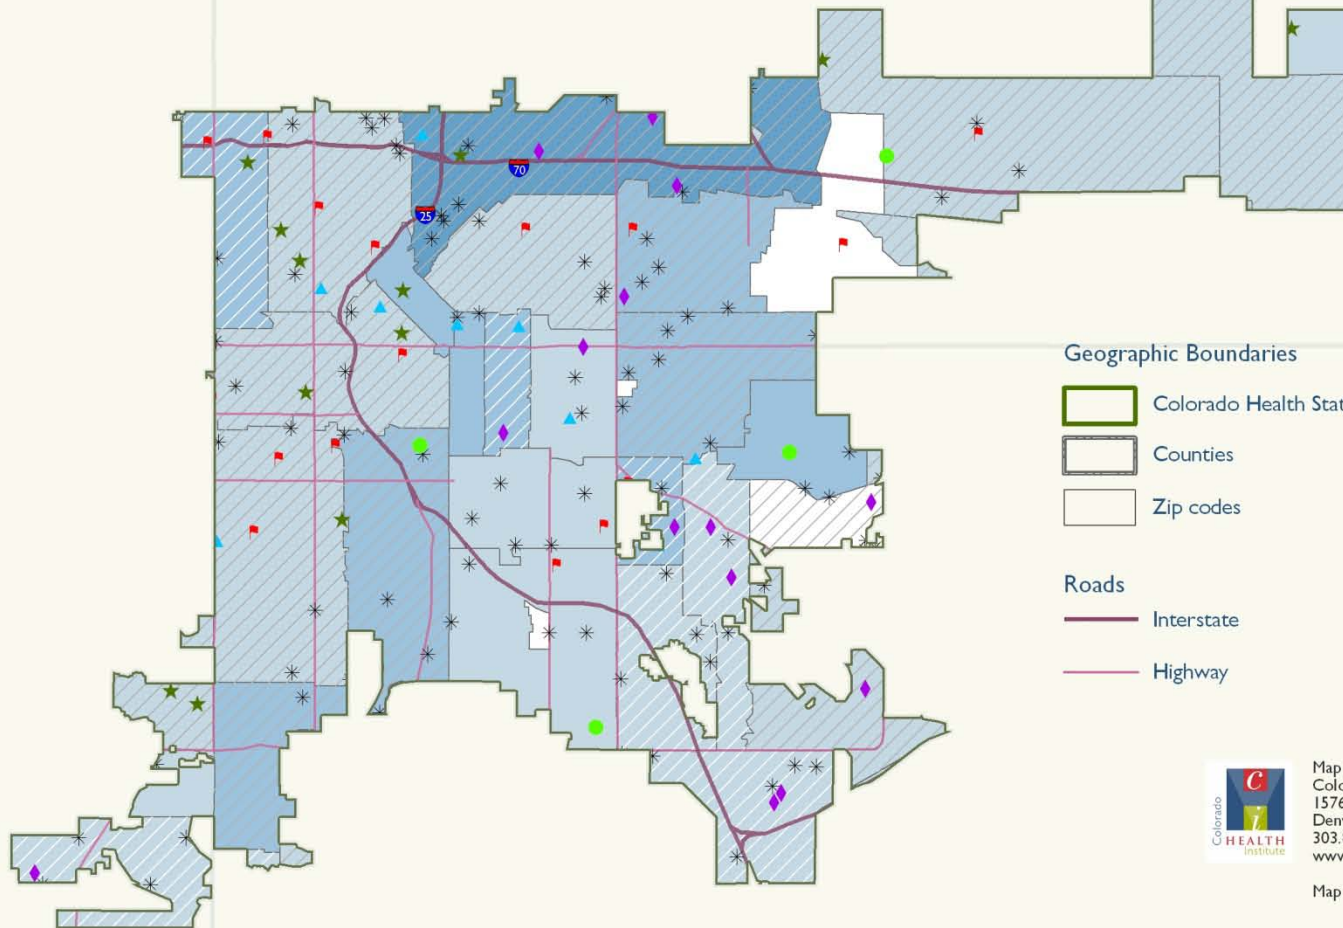 70
25
Geographic Boundaries
Colorado Health Stat
Counties
Zip codes
Roads
Interstate
Highway
Colorado
c
i
HEALTH
Institute
Map
Colo
1576
Den
303.
www
Map